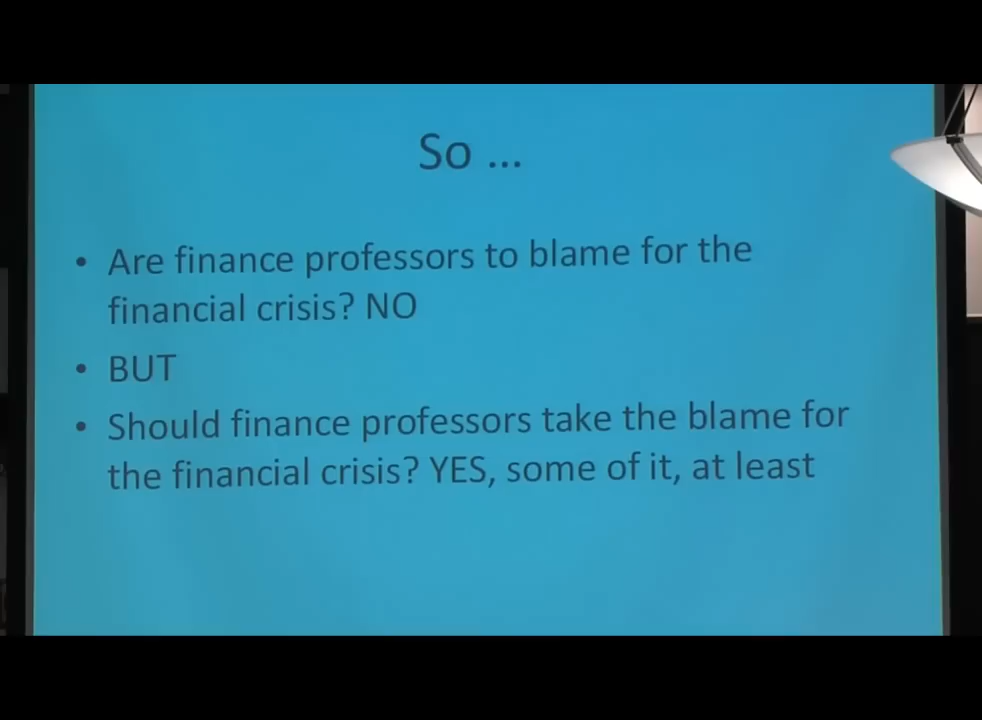 So ...
• Are finance professors to blame for the
financial crisis? NO
• BUT
• Should finance professors take the blame for
the financial crisis? YES, some of it, at least